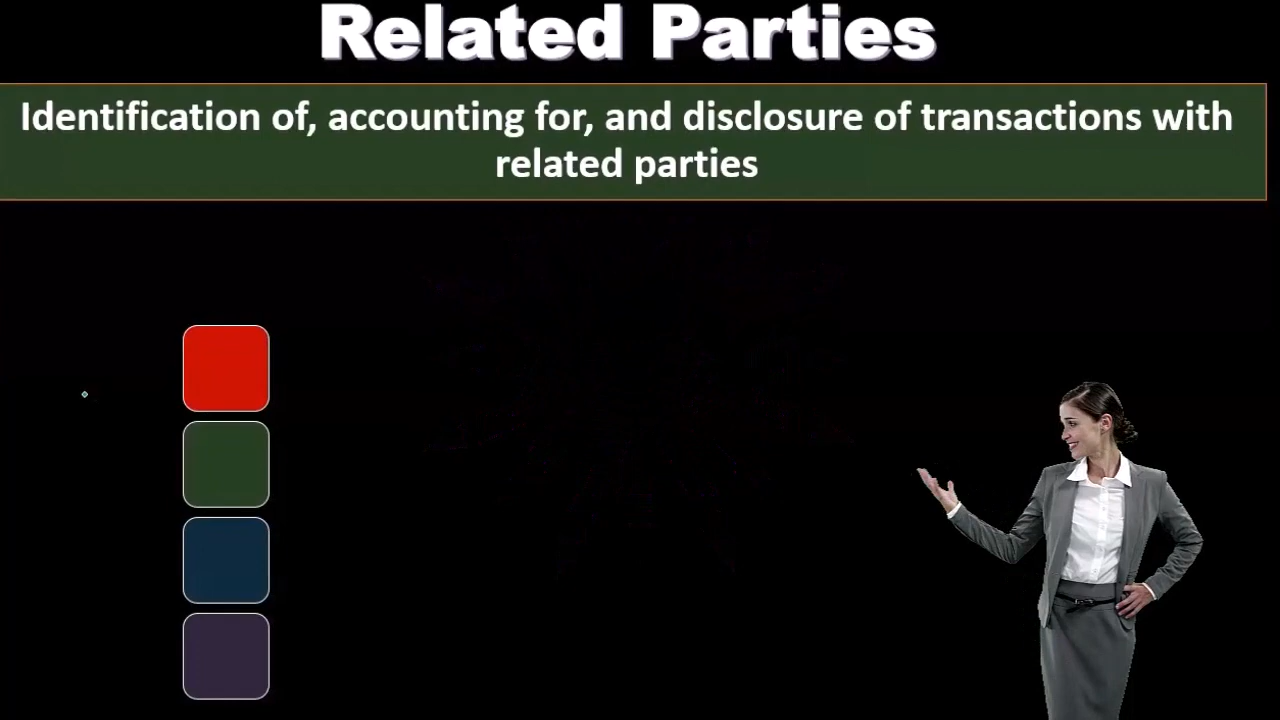 Related Parties
Identification of, accounting for, and disclosure of transactions with
related parties